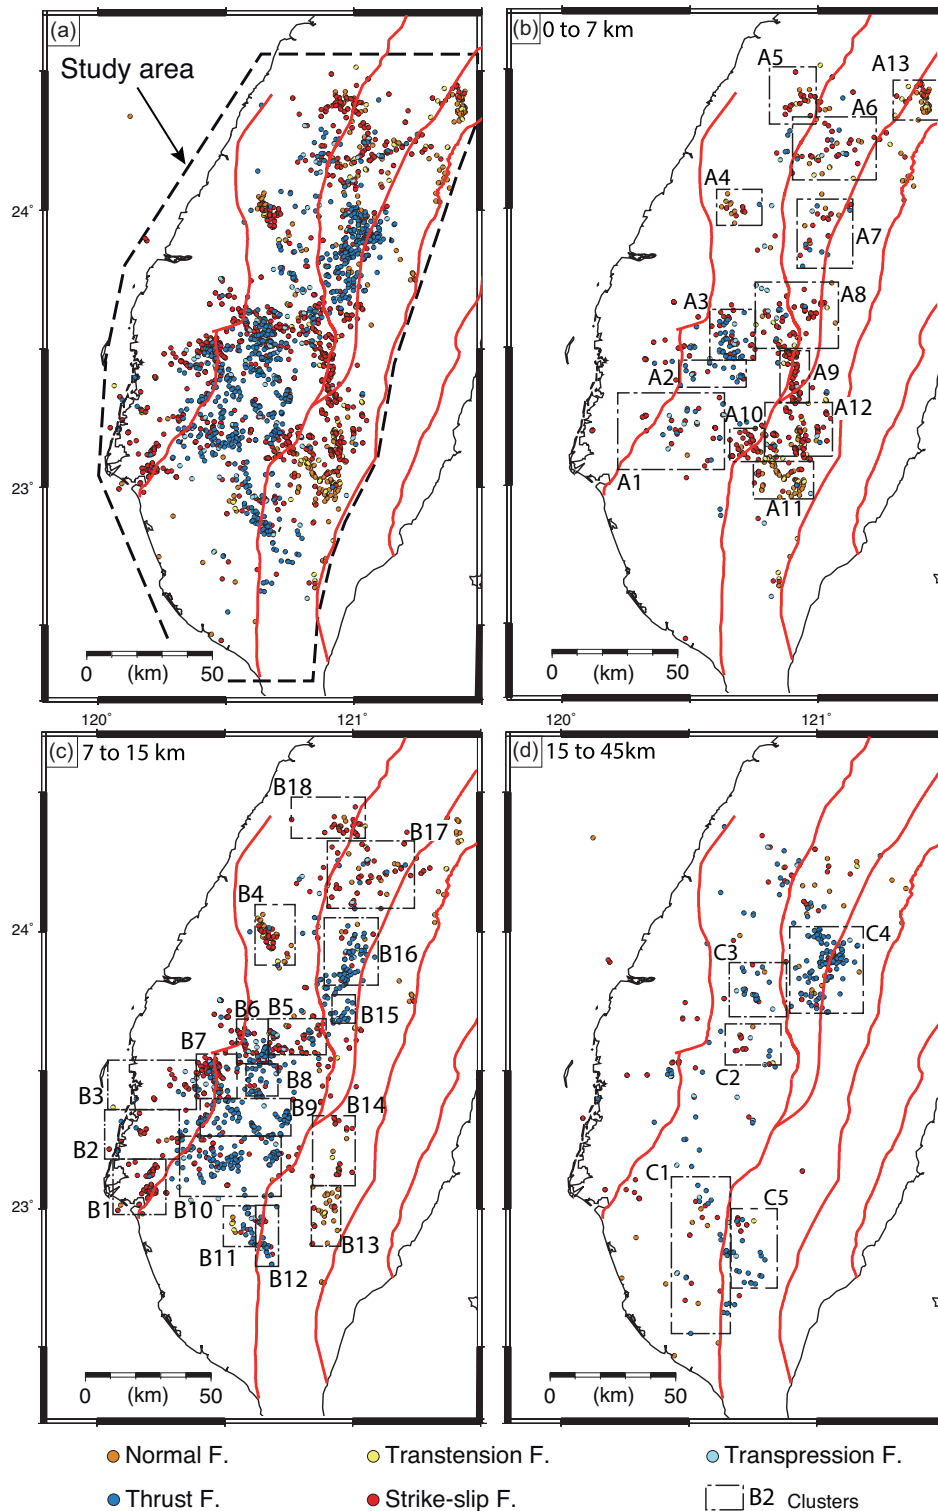 (a)
Study area
24°
23°
0 (km) 50
120° 121°
(b) 0 to 7 km
A5 A13
A6
A4
A7
A3 A8
A2 A9
A10 A12
A1 A11
0 (km) 50
120° 121°
(c) 7 to 15 km
B18
B17
B4
24°
B16
B6 B5 B15
B7
B3 B8
B9 B14
B2
23°
B1 B10
B11 B13
B12
0 (km) 50
120° 121°
(d) 15 to 45km
C3 C4
C2
C1 C5
0 (km) 50
120° 121°
Normal F. Transtension F. Transpression F.
Thrust F. Strike-slip F. B2 Clusters